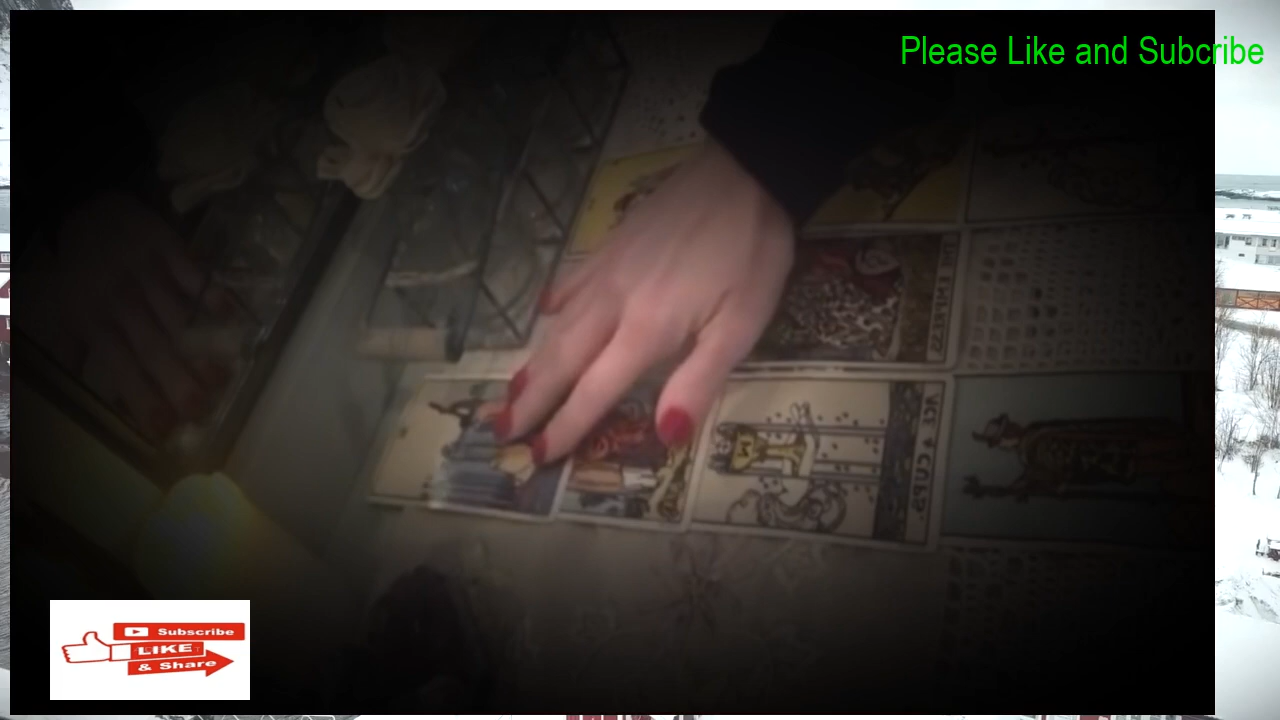 Please Like and Subcribe
THE EMPRESS
ACE of CUPS
Subscribe
LIKE
& Share